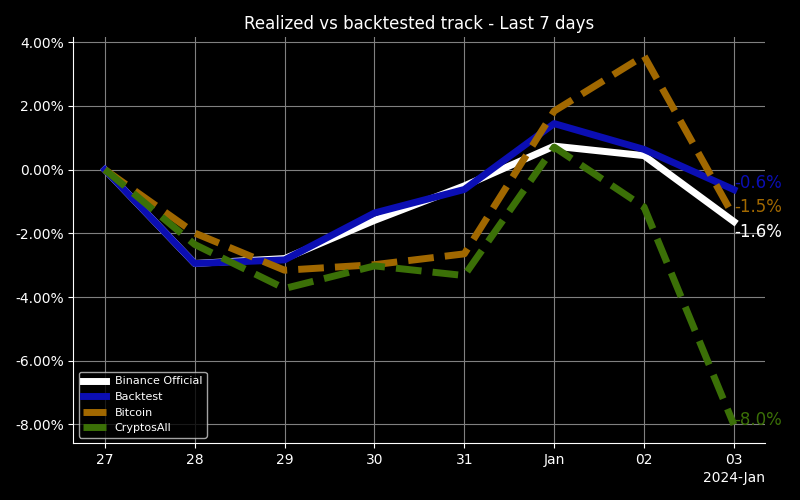 Realized vs backtested track - Last 7 days
4.00%
2.00%
0.00%
-2.00%
-4.00%
-6.00%
-8.00%
-0.6%
-1.5%
-1.6%
-8.0%
Binance Official
Backtest
Bitcoin
CryptosAll
27 28 29 30 31 Jan 02 03
2024-Jan